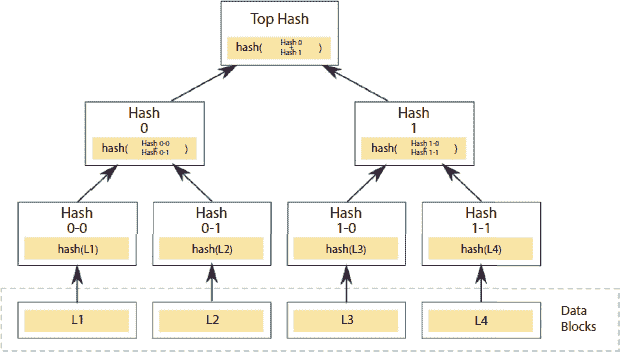 Top Hash
hash( Hash 0 + Hash 1 )
Hash
0
hash( Hash 0-0 + Hash 0-1 )
Hash
1
hash( Hash 1-0 + Hash 1-1 )
Hash
0-0
hash(L1)
Hash
0-1
hash(L2)
Hash
1-0
hash(L3)
Hash
1-1
hash(L4)
L1
L2
L3
L4
Data
Blocks